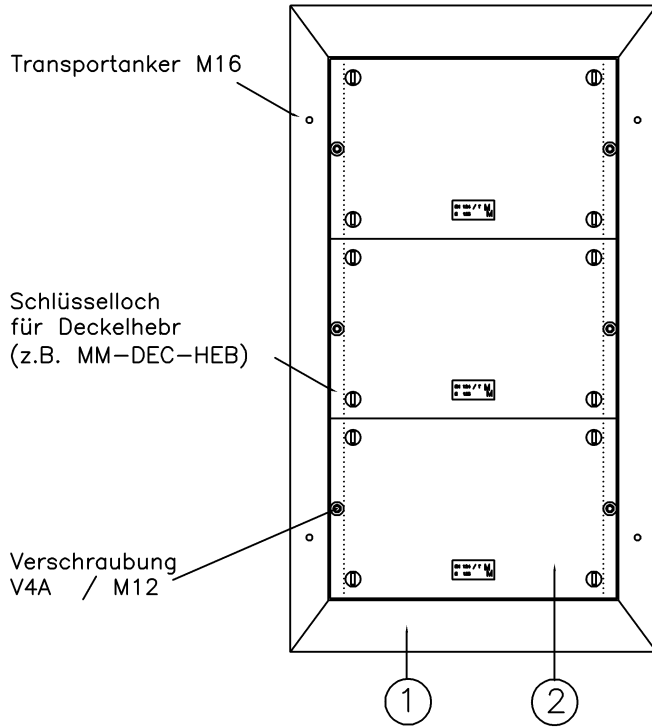 Transportanker M16
Schlüsselloch
für Deckelhebr
(z.B. MM-DEC-HEB)
Verschraubung
V4A / M12
1
2